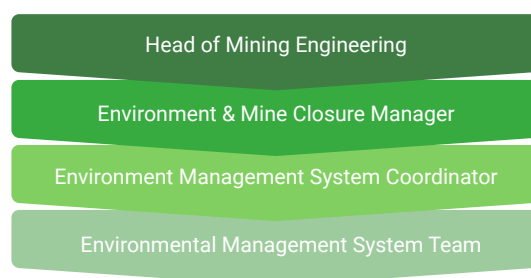 Head of Mining Engineering
Environment & Mine Closure Manager
Environment Management System Coordinator
Environmental Management System Team